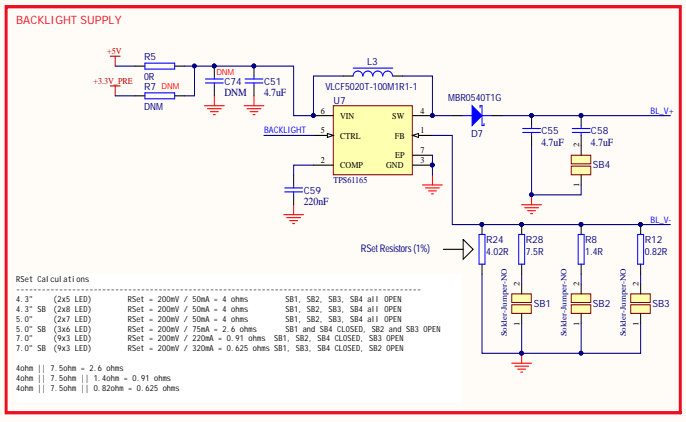 BACKLIGHT SUPPLY
+5V
R5
0R
+3.3V_PRE
R7 DNM
DNM
DNM
C74
DNM
C51
4.7uF
L3
VLCF5020T-100M1R1-1
U7
6 VIN SW 4
BACKLIGHT
5 CTRL FB 1
EP 7
2 COMP GND 3
TPS61165
C59
220nF
MBR0540T1G
D7
BL_V+
C55
4.7uF
C58
4.7uF
2
SB4
1
BL_V-
RSet Resistors (1%)
R24
4.02R
R28
7.5R
R8
1.4R
R12
0.82R
Solder-Jumper-NO
2
SB1
1
Solder-Jumper-NO
2
SB2
1
Solder-Jumper-NO
2
SB3
1
RSet Calculations
4.3" (2x5 LED) RSet = 200mV / 50mA = 4 ohms SB1, SB2, SB3, SB4 all OPEN
4.3" SB (2x8 LED) RSet = 200mV / 50mA = 4 ohms SB1, SB2, SB3, SB4 all OPEN
5.0" (2x7 LED) RSet = 200mV / 50mA = 4 ohms SB1, SB2, SB3, SB4 all OPEN
5.0" SB (3x6 LED) RSet = 200mV / 75mA = 2.6 ohms SB1 and SB4 CLOSED, SB2 and SB3 OPEN
7.0" (9x3 LED) RSet = 200mV / 220mA = 0.91 ohms SB1, SB2, SB4 CLOSED, SB3 OPEN
7.0" SB (9x3 LED) RSet = 200mV / 320mA = 0.625 ohms SB1, SB3, SB4 CLOSED, SB2 OPEN
4ohm || 7.5ohm = 2.6 ohms
4ohm || 7.5ohm || 1.4ohm = 0.91 ohms
4ohm || 7.5ohm || 0.82ohm = 0.625 ohms